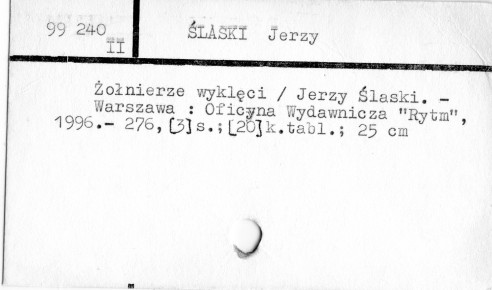 99 240 ŚLASKI Jerzy
II
Żołnierze wyklęci / Jerzy Ślaski. -
Warszawa : Oficyna Wydawnicza "Rytm",
1996.- 276,[3]s.;[20]k.tabl.; 25 cm